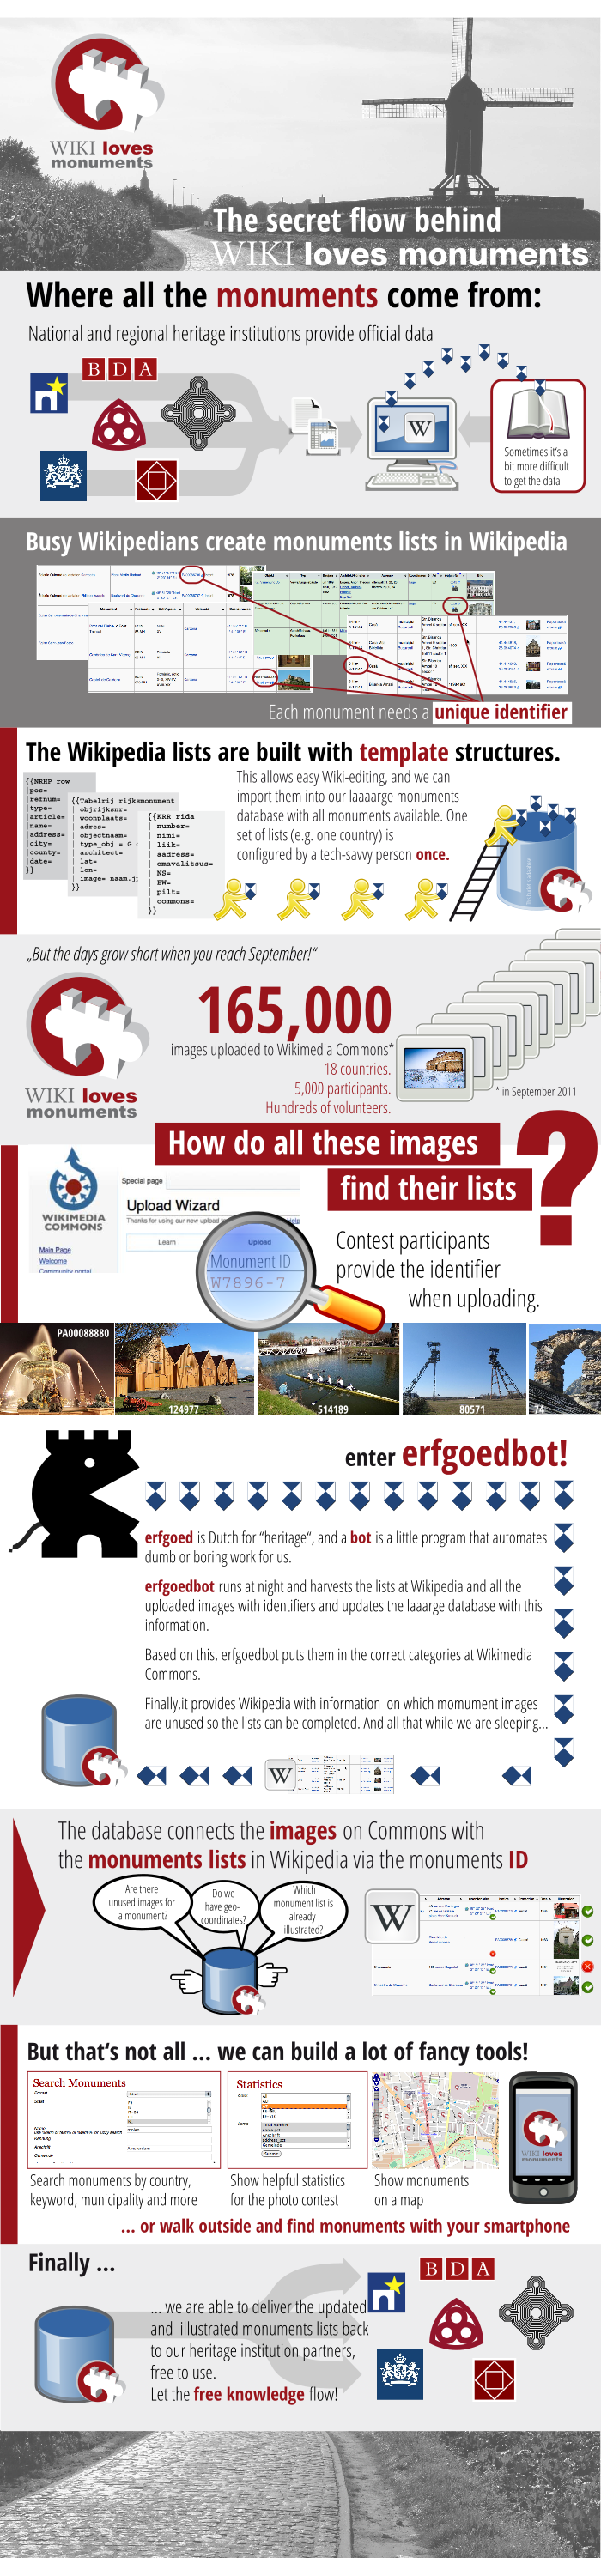 WIKI loves
monuments
The secret flow behind
WIKI loves monuments
Where all the monuments come from:
National and regional heritage institutions provide official data
B D A
n
W
Sometimes it's a
bit more difficult
to get the data
Busy Wikipedians create monuments lists in Wikipedia
Each monument needs a unique identifier
The Wikipedia lists are built with template structures.
{{NRHP row
|pos=
|refnum=
|type=
|article=
|name=
|address=
|city=
|county=
|date=
}}
{{Tabelrij rijksmonument
| objrijksnr=
| woonplaats=
| adres=
| objectnaam=
| type_obj = G
| architect=
| lat=
| lon=
| image= naam.jp
}}
{{KRR rida
| number=
| nimi=
| liik=
| aadress=
| omavalitsus=
| NS=
| EW=
| pilt=
| commons=
}}
This allows easy Wiki-editing, and we can
import them into our laaaarge monuments
database with all monuments available. One
set of lists (e.g. one country) is
configured by a tech-savvy person once.
„But the days grow short when you reach September!“
WIKI loves
monuments
165,000
images uploaded to Wikimedia Commons*
18 countries.
5,000 participants.
Hundreds of volunteers.
* in September 2011
How do all these images
find their lists
?
WIKIMEDIA
COMMONS
Main Page
Welcome
Community portal
Special page
Upload Wizard
Thanks for using our new upload
Help
Learn
Upload
Monument ID
W7896-7
Contest participants
provide the identifier
when uploading.
PA00088880
124977
514189
80571
74
enter erfgoedbot!
erfgoed is Dutch for “heritage“, and a bot is a little program that automates
dumb or boring work for us.
erfgoedbot runs at night and harvests the lists at Wikipedia and all the
uploaded images with identifiers and updates the laaarge database with this
information.
Based on this, erfgoedbot puts them in the correct categories at Wikimedia
Commons.
Finally,it provides Wikipedia with information on which monument images
are unused so the lists can be completed. And all that while we are sleeping...
W
The database connects the images on Commons with
the monuments lists in Wikipedia via the monuments ID
Are there
unused images for
a monument?
Do we
have geo-
coordinates?
Which
monument list is
already
illustrated?
W
But that’s not all ... we can build a lot of fancy tools!
Search Monuments
Statistics
WIKI loves
monuments
Search monuments by country,
keyword, municipality and more
Show helpful statistics
for the photo contest
Show monuments
on a map
... or walk outside and find monuments with your smartphone
Finally ...
... we are able to deliver the updated
and illustrated monuments lists back
to our heritage institution partners,
free to use.
Let the free knowledge flow!
B D A
n